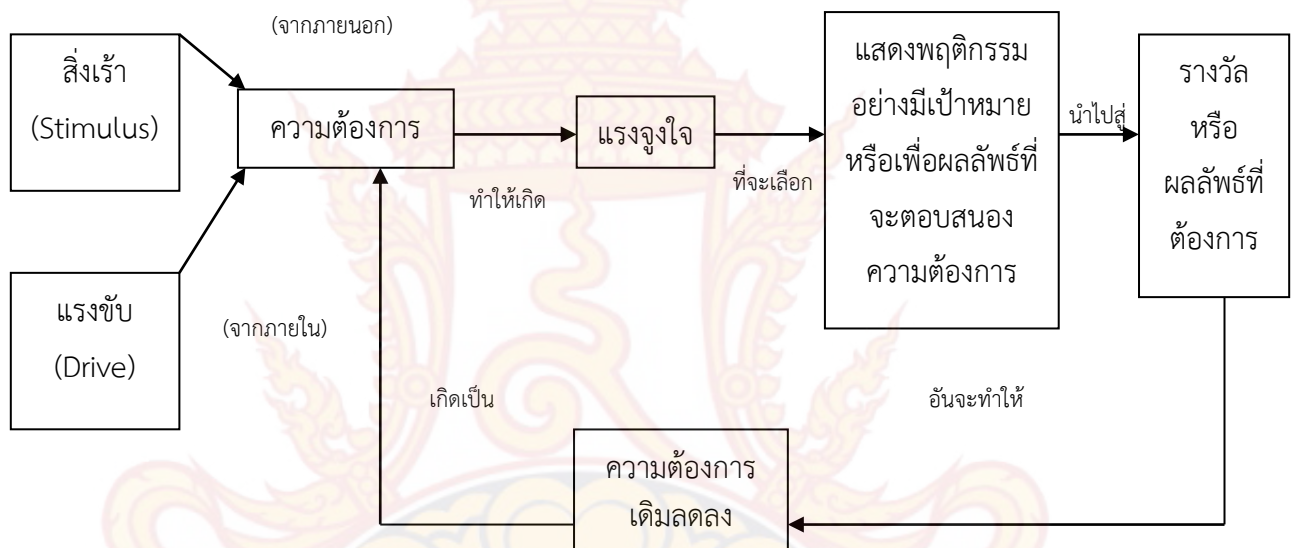 สิ่งเร้า
(Stimulus)
(จากภายนอก)
ความต้องการ
ทำให้เกิด
แรงจูงใจ
ที่จะเลือก
แสดงพฤติกรรม
อย่างมีเป้าหมาย
หรือเพื่อผลลัพธ์ที่
จะตอบสนอง
ความต้องการ
นำไปสู่
รางวัล
หรือ
ผลลัพธ์ที่
ต้องการ
แรงขับ
(Drive)
(จากภายใน)
เกิดเป็น
อันจะทำให้
ความต้องการ
เดิมลดลง